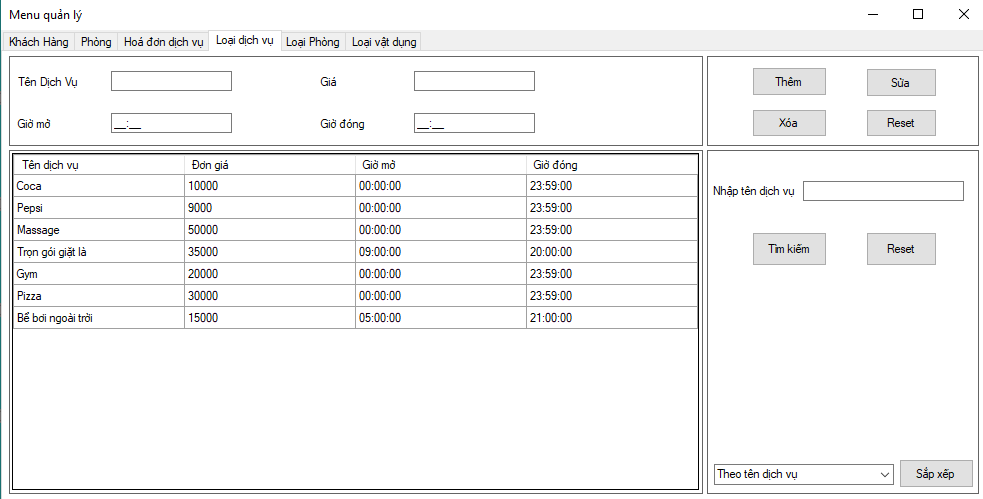 Menu quản lý
Khách Hàng Phòng Hoá đơn dịch vụ Loại dịch vụ Loại Phòng Loại vật dụng
Tên Dịch Vụ Giá
Giờ mở __:__ Giờ đóng __:__
Thêm Sửa
Xóa Reset
Tên dịch vụ Đơn giá Giờ mở Giờ đóng
Coca 10000 00:00:00 23:59:00
Pepsi 9000 00:00:00 23:59:00
Massage 50000 00:00:00 23:59:00
Trọn gói giặt là 35000 09:00:00 20:00:00
Gym 20000 00:00:00 23:59:00
Pizza 30000 00:00:00 23:59:00
Bể bơi ngoài trời 15000 05:00:00 21:00:00
Nhập tên dịch vụ
Tìm kiếm Reset
Theo tên dịch vụ Sắp xếp